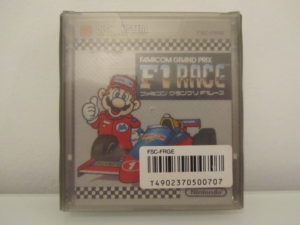 FAMICOM GRAND PRIX
F1 RACE
ファミコン グランプリ F1レース
FSC-FRGE
T4902370500707
Nintendo